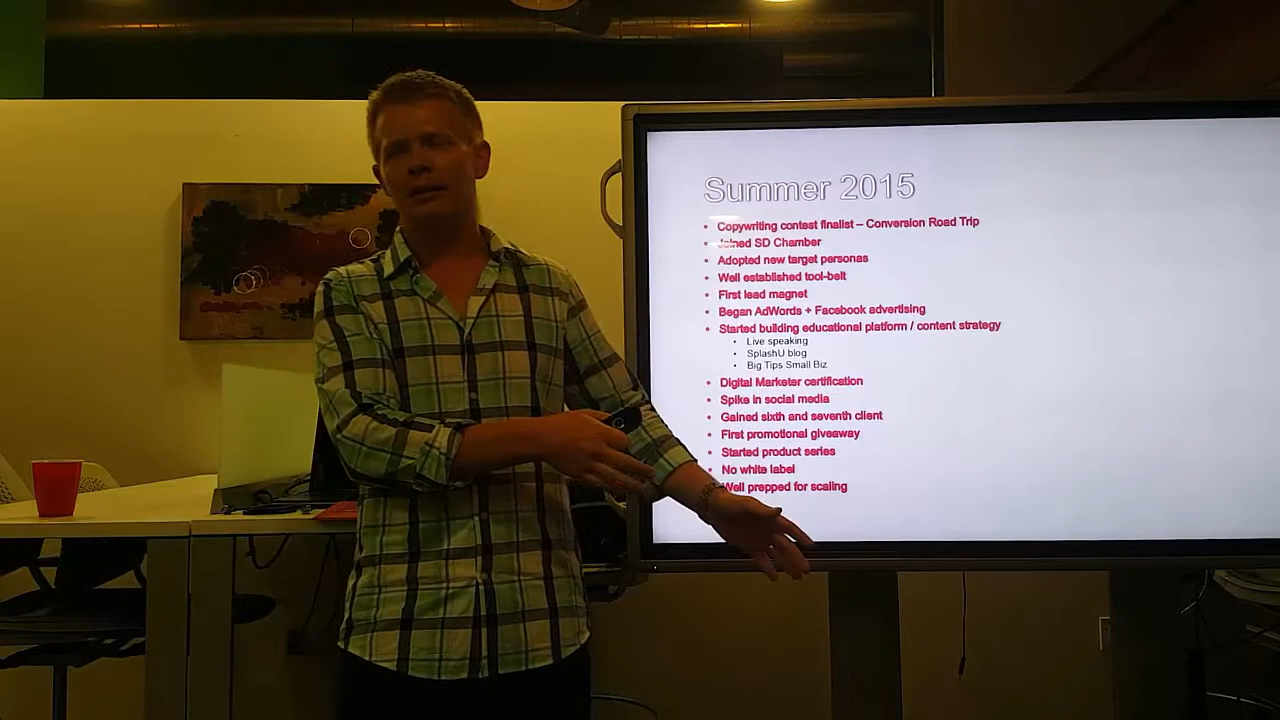 Summer 2015
• Copywriting contest finalist – Conversion Road Trip
• Joined SD Chamber
• Adopted new target personas
• Well established tool-belt
• First lead magnet
• Began AdWords + Facebook advertising
• Started building educational platform / content strategy
• Live speaking
• SplashU blog
• Big Tips Small Biz
• Digital Marketer certification
• Spike in social media
• Gained sixth and seventh client
• First promotional giveaway
• Started product series
• No white label
Well prepped for scaling